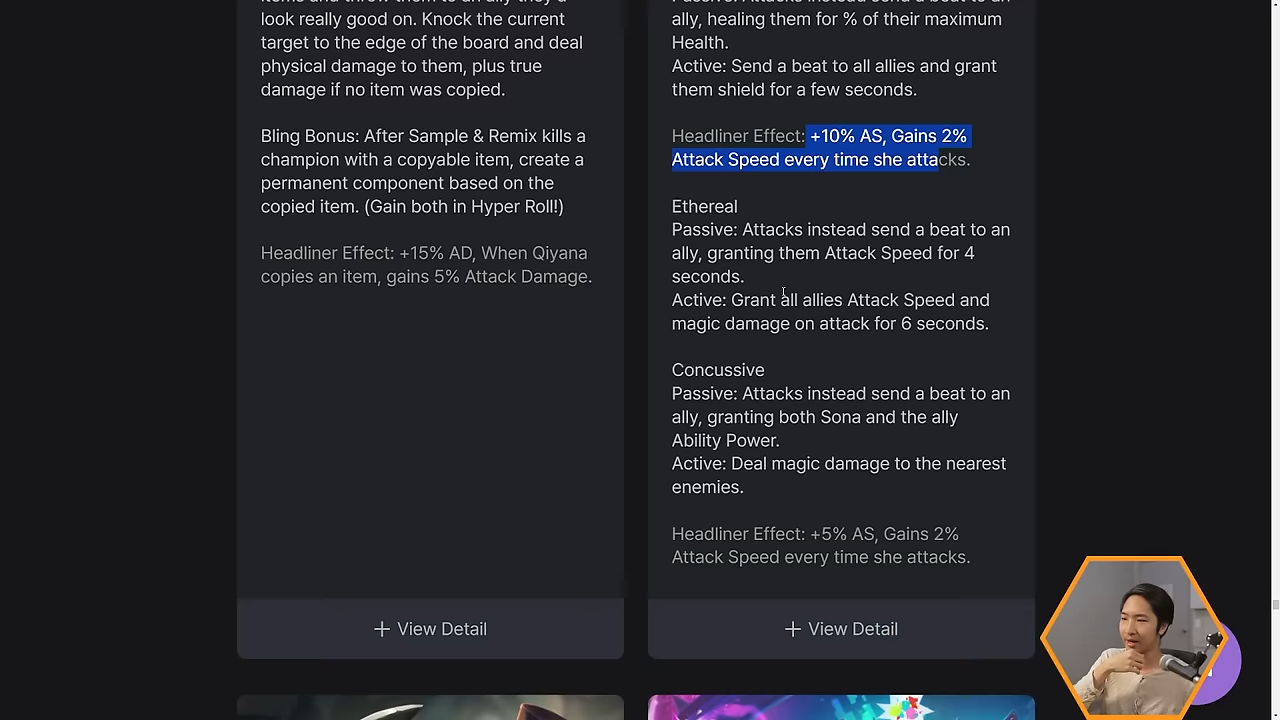 items and throw them to an ally they'd
look really good on. Knock the current
target to the edge of the board and deal
physical damage to them, plus true
damage if no item was copied.
Bling Bonus: After Sample & Remix kills a
champion with a copyable item, create a
permanent component based on the
copied item. (Gain both in Hyper Roll!)
Headliner Effect: +15% AD, When Qiyana
copies an item, gains 5% Attack Damage.
+ View Detail
Passive: Attacks instead send a beat to an
ally, healing them for % of their maximum
Health.
Active: Send a beat to all allies and grant
them shield for a few seconds.
Headliner Effect: +10% AS, Gains 2%
Attack Speed every time she attacks.
Ethereal
Passive: Attacks instead send a beat to an
ally, granting them Attack Speed for 4
seconds.
Active: Grant all allies Attack Speed and
magic damage on attack for 6 seconds.
Concussive
Passive: Attacks instead send a beat to an
ally, granting both Sona and the ally
Ability Power.
Active: Deal magic damage to the nearest
enemies.
Headliner Effect: +5% AS, Gains 2%
Attack Speed every time she attacks.
+ View Detail